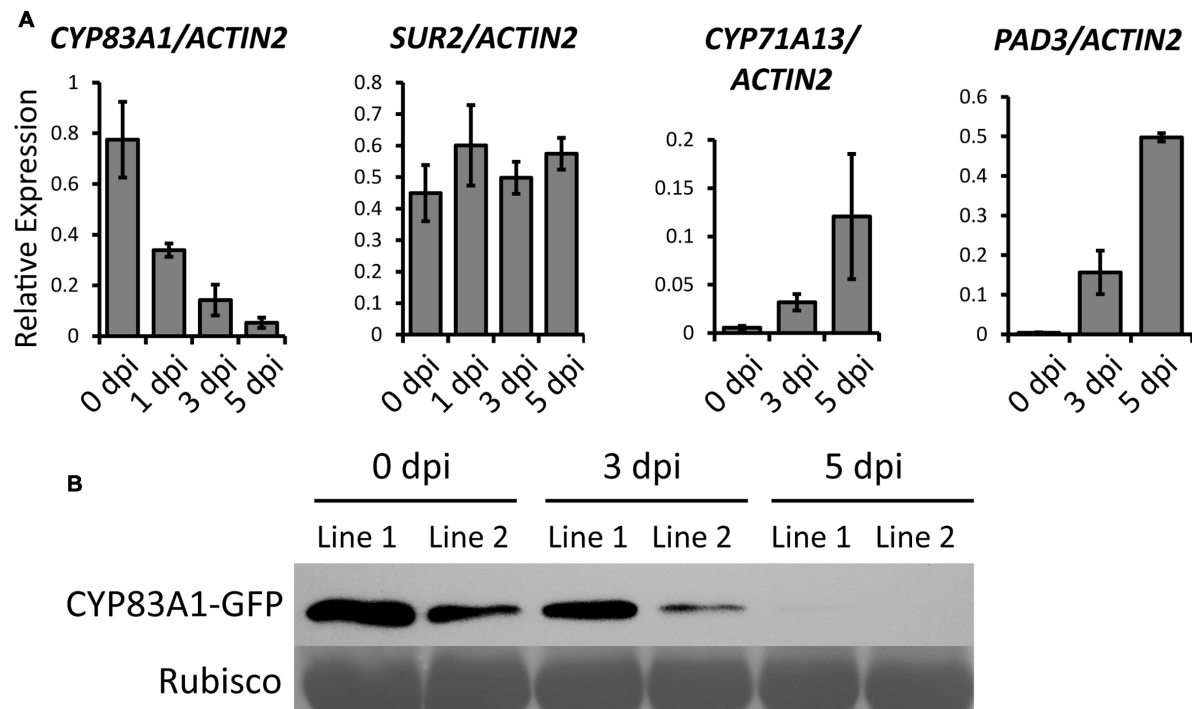 A
CYP83A1/ACTIN2
Relative Expression
1
0.8
0.6
0.4
0.2
0
0 dpi
1 dpi
3 dpi
5 dpi
SUR2/ACTIN2
0.8
0.7
0.6
0.5
0.4
0.3
0.2
0.1
0
0 dpi
1 dpi
3 dpi
5 dpi
CYP71A13/
ACTIN2
0.2
0.15
0.1
0.05
0
0 dpi
3 dpi
5 dpi
PAD3/ACTIN2
0.6
0.5
0.4
0.3
0.2
0.1
0
0 dpi
3 dpi
5 dpi
B
0 dpi 3 dpi 5 dpi
Line 1 Line 2 Line 1 Line 2 Line 1 Line 2
CYP83A1-GFP
Rubisco